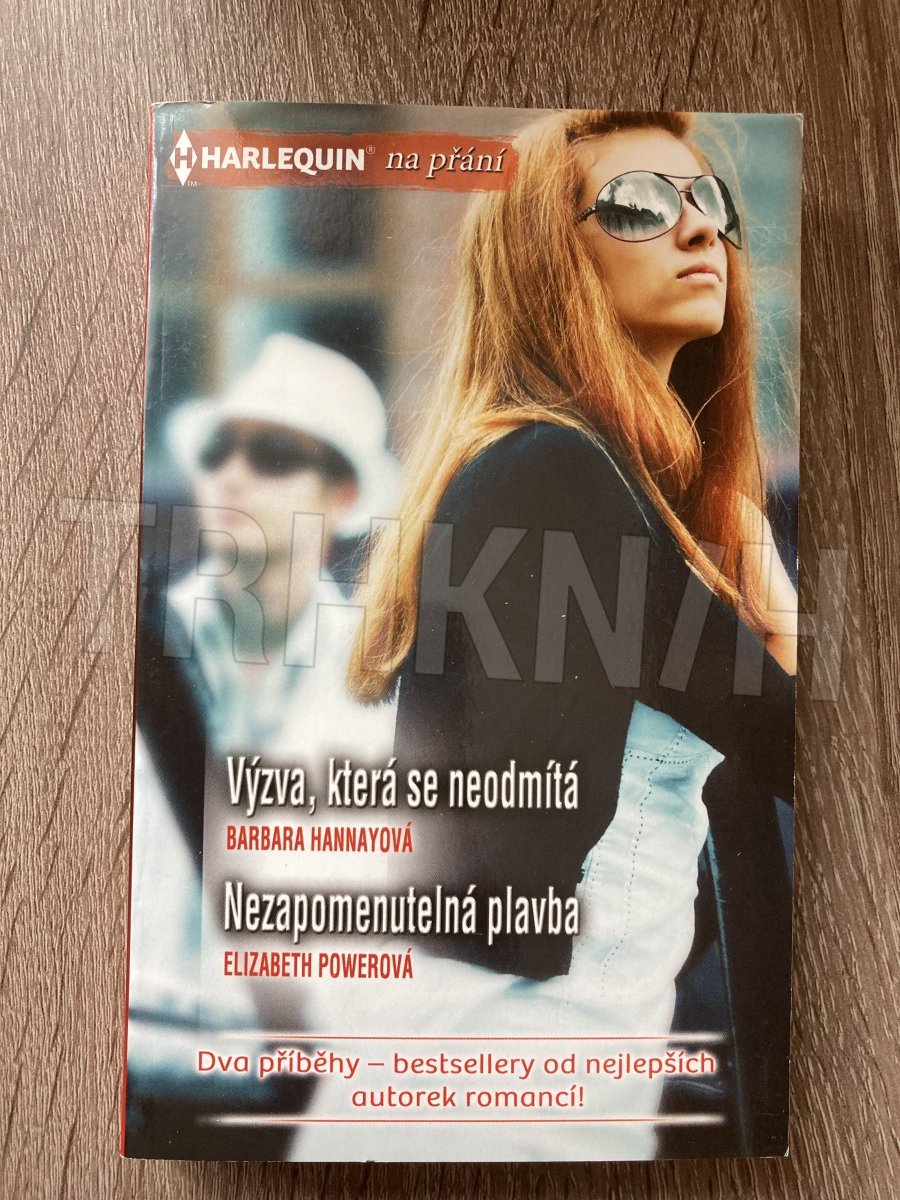 HARLEQUIN® na přání
H
TM
Výzva, která se neodmítá
BARBARA HANNAYOVÁ
Nezapomenutelná plavba
ELIZABETH POWEROVÁ
Dva příběhy – bestsellery od nejlepších
autorek romancí!
TRHKNIH